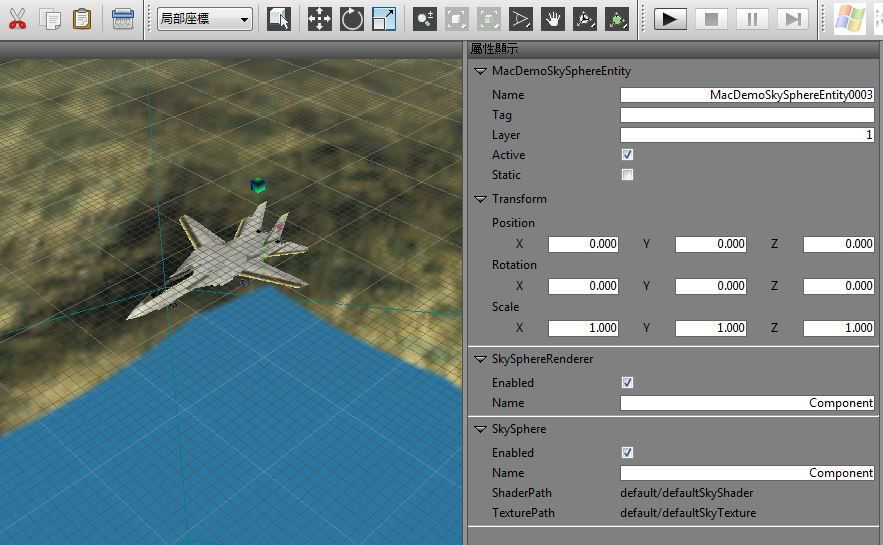 局部座標
屬性顯示
MacDemoSkySphereEntity
Name MacDemoSkySphereEntity0003
Tag
Layer 1
Active
Static
Transform
Position
X 0.000 Y 0.000 Z 0.000
Rotation
X 0.000 Y 0.000 Z 0.000
Scale
X 1.000 Y 1.000 Z 1.000
SkySphereRenderer
Enabled
Name Component
SkySphere
Enabled
Name Component
ShaderPath default/defaultSkyShader
TexturePath default/defaultSkyTexture